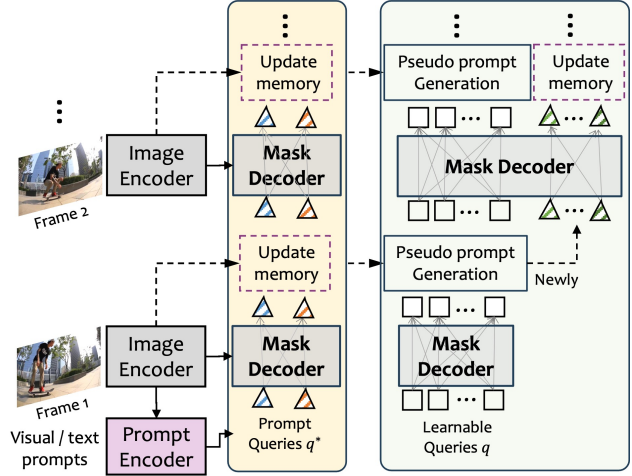 Update
memory
Pseudo prompt
Generation
Update
memory
Image
Encoder
Mask
Decoder
Mask Decoder
Frame 2
Update
memory
Pseudo prompt
Generation
Newly
Image
Encoder
Mask
Decoder
Mask
Decoder
Frame 1
Visual / text
prompts
Prompt
Encoder
Prompt
Queries q*
Learnable
Queries q